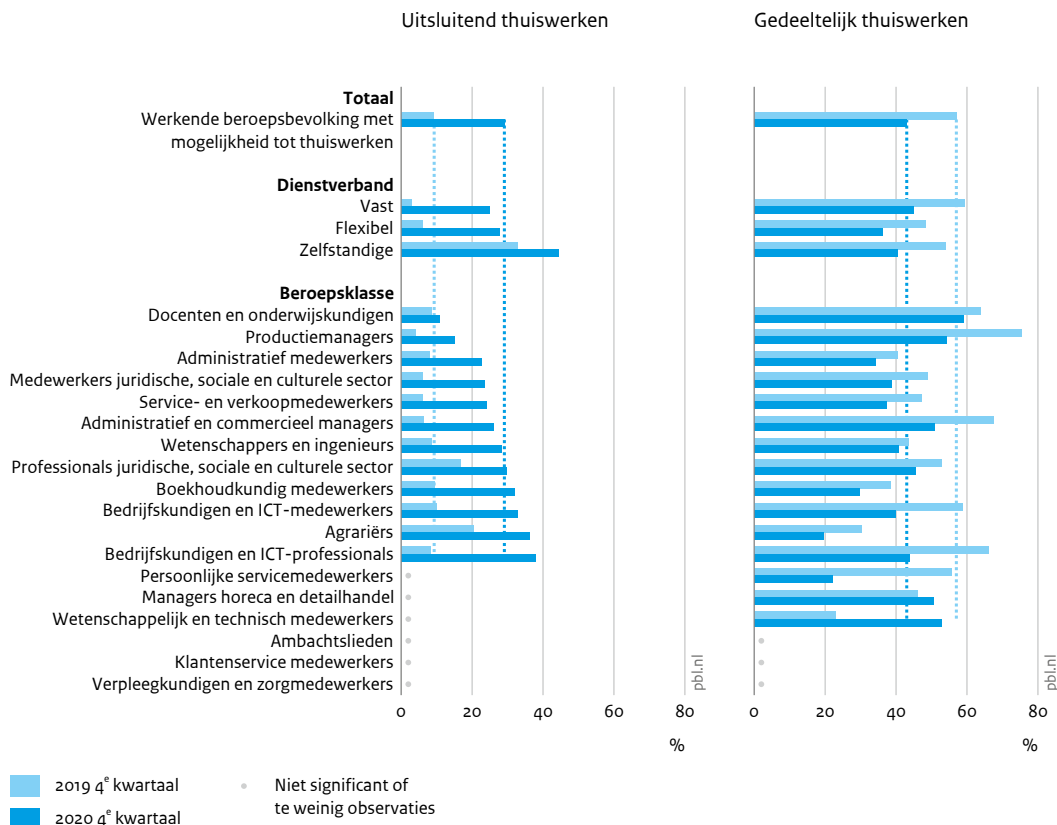 Uitsluitend thuiswerken
Gedeeltelijk thuiswerken
Totaal
Werkende beroepsbevolking met
mogelijkheid tot thuiswerken
Dienstverband
Vast
Flexibel
Zelfstandige
Beroepsklasse
Docenten en onderwijskundigen
Productiemanagers
Administratief medewerkers
Medewerkers juridische, sociale en culturele sector
Service- en verkoopmedewerkers
Administratief en commercieel managers
Wetenschappers en ingenieurs
Professionals juridische, sociale en culturele sector
Boekhoudkundig medewerkers
Bedrijfskundigen en ICT-medewerkers
Agrariërs
Bedrijfskundigen en ICT-professionals
Persoonlijke servicemedewerkers
Managers horeca en detailhandel
Wetenschappelijk en technisch medewerkers
Ambachtslieden
Klantenservice medewerkers
Verpleegkundigen en zorgmedewerkers
pbl.nl
pbl.nl
0 20 40 60 80
0 20 40 60 80
%
%
2019 4e kwartaal
2020 4e kwartaal
Niet significant of
te weinig observaties